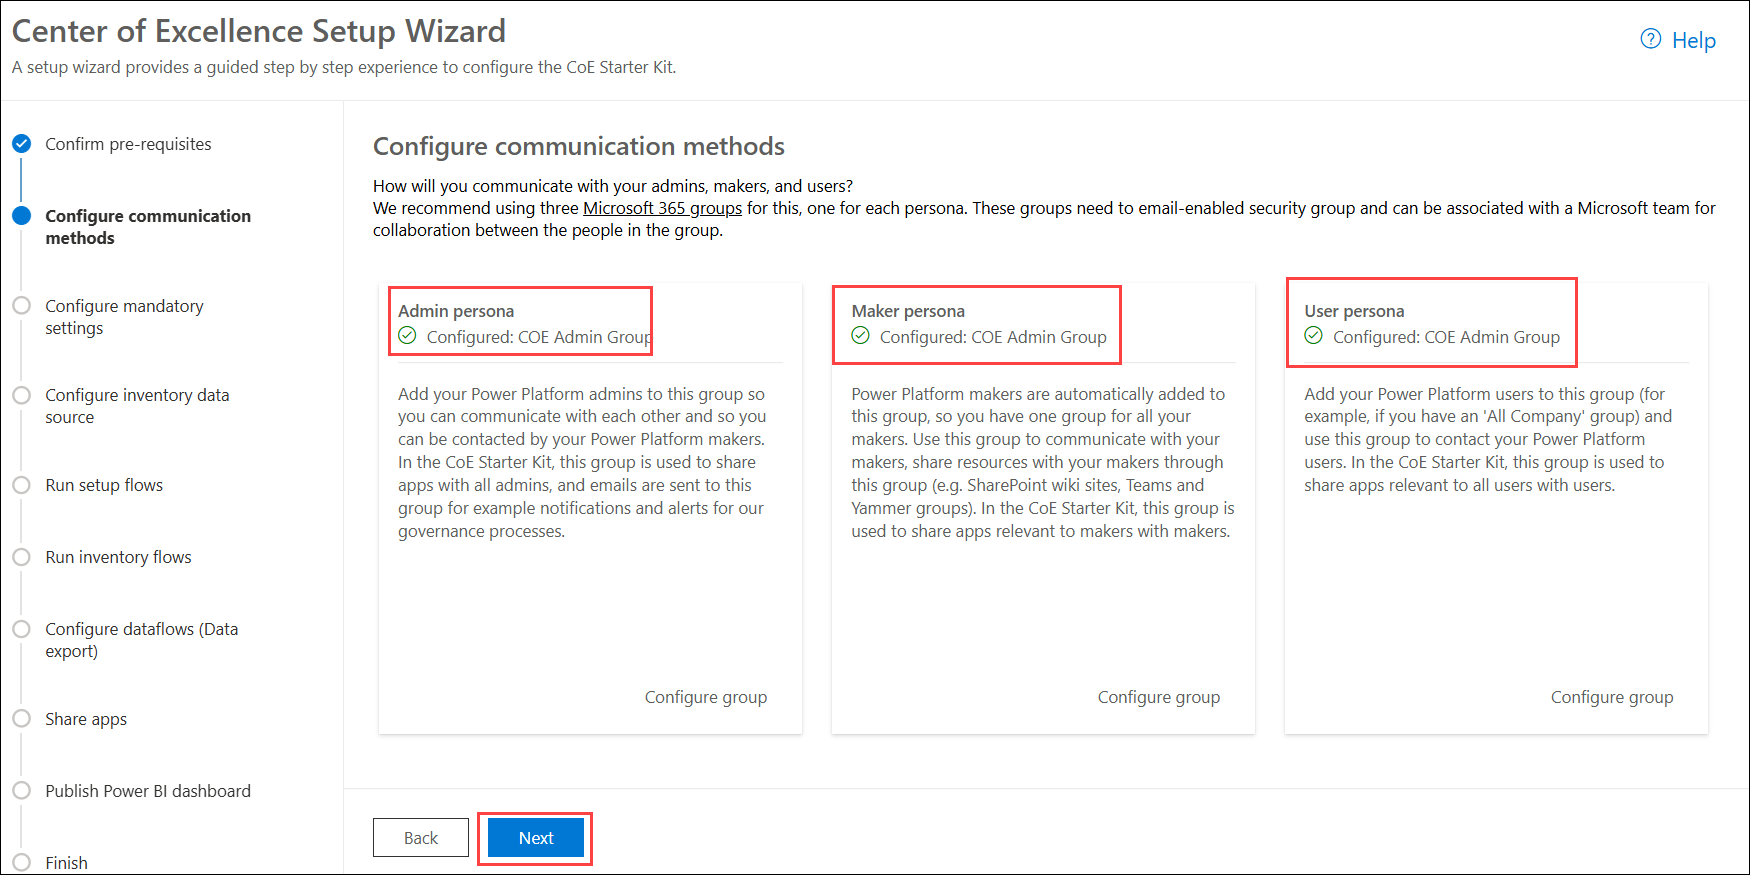 Center of Excellence Setup Wizard
Help
A setup wizard provides a guided step by step experience to configure the CoE Starter Kit.
Confirm pre-requisites
Configure communication
methods
Configure mandatory
settings
Configure inventory data
source
Run setup flows
Run inventory flows
Configure dataflows (Data
export)
Share apps
Publish Power BI dashboard
Finish
Configure communication methods
How will you communicate with your admins, makers, and users?
We recommend using three Microsoft 365 groups for this, one for each persona. These groups need to email-enabled security group and can be associated with a Microsoft team for
collaboration between the people in the group.
Admin persona
Configured: COE Admin Group
Add your Power Platform admins to this group so
you can communicate with each other and so you
can be contacted by your Power Platform makers.
In the CoE Starter Kit, this group is used to share
apps with all admins, and emails are sent to this
group for example notifications and alerts for our
governance processes.
Configure group
Maker persona
Configured: COE Admin Group
Power Platform makers are automatically added to
this group, so you have one group for all your
makers. Use this group to communicate with your
makers, share resources with your makers through
this group (e.g. SharePoint wiki sites, Teams and
Yammer groups). In the CoE Starter Kit, this group is
used to share apps relevant to makers with makers.
Configure group
User persona
Configured: COE Admin Group
Add your Power Platform users to this group (for
example, if you have an 'All Company' group) and
use this group to contact your Power Platform
users. In the CoE Starter Kit, this group is used to
share apps relevant to all users with users.
Configure group
Back
Next